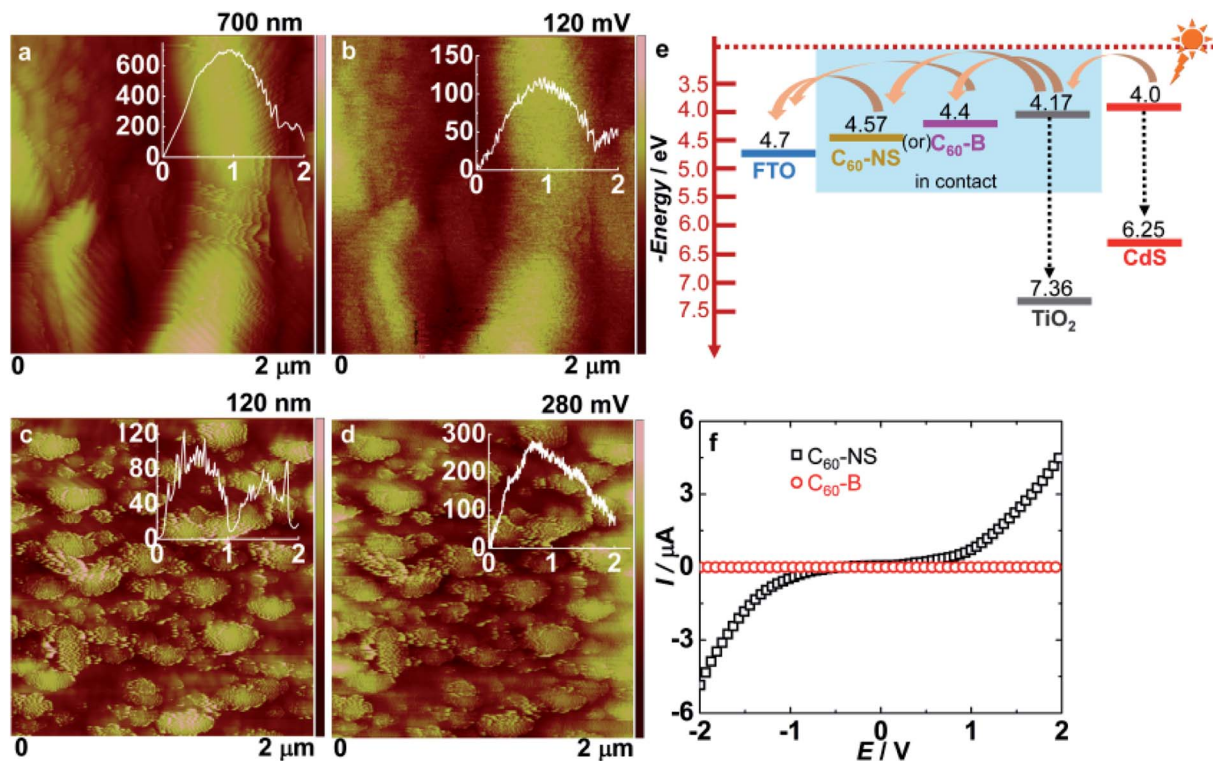 700 nm
a
600
400
200
0
0 1 2
0 2 μm
120 mV
b
150
100
50
0
0 1 2
0 2 μm
e
-Energy / eV
3.5
4.0
4.5
5.0
5.5
6.0
6.5
7.0
7.5
4.7
FTO
4.57
C₆₀-NS
(or)
4.4
C₆₀-B
4.17
4.0
in contact
6.25
CdS
7.36
TiO₂
120 nm
c
120
80
40
0
0 1 2
0 2 μm
280 mV
d
300
200
100
0
0 1 2
0 2 μm
f
C₆₀-NS
C₆₀-B
I / μA
6
3
0
-3
-6
-2 -1 0 1 2
E / V